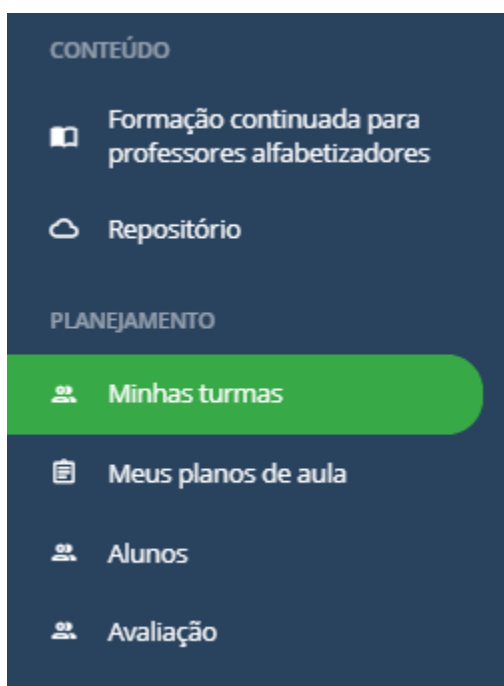 CONTEÚDO
Formação continuada para
professores alfabetizadores
Repositório
PLANEJAMENTO
Minhas turmas
Meus planos de aula
Alunos
Avaliação